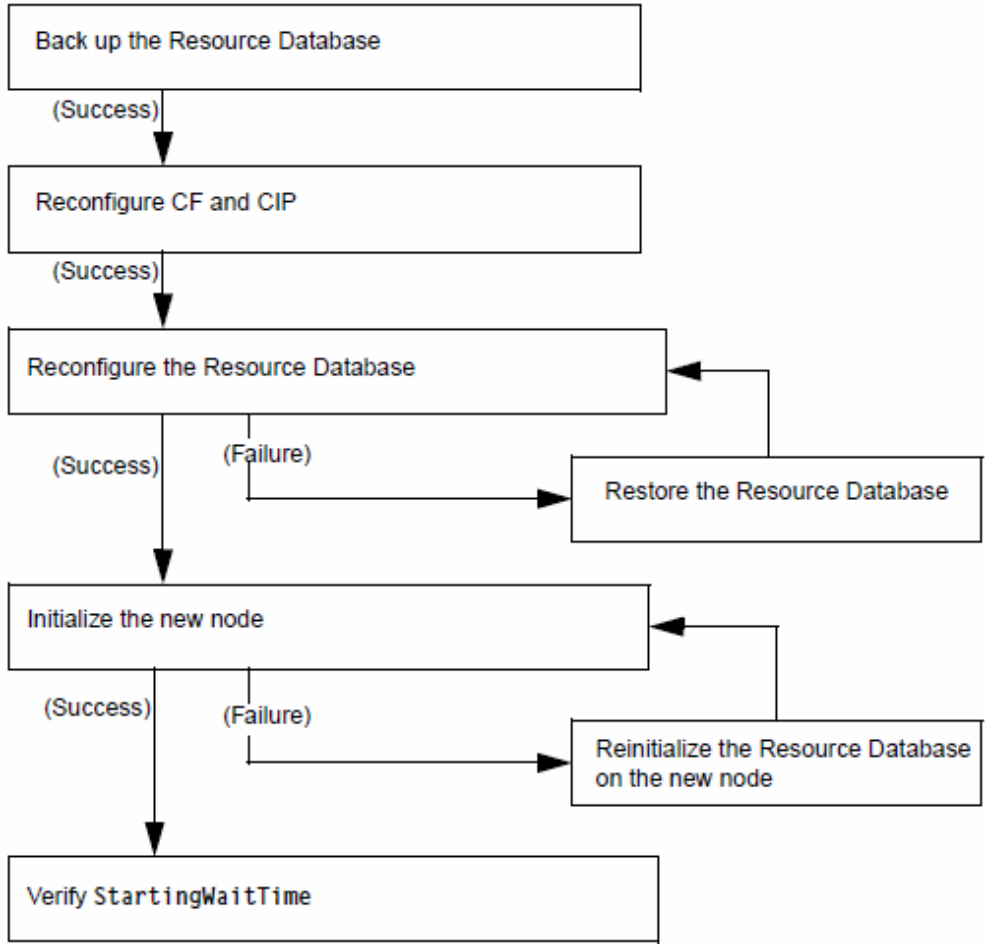 Back up the Resource Database
(Success)
Reconfigure CF and CIP
(Success)
Reconfigure the Resource Database
(Success)
(Failure)
Restore the Resource Database
Initialize the new node
(Success)
(Failure)
Reinitialize the Resource Database
on the new node
Verify StartingWaitTime